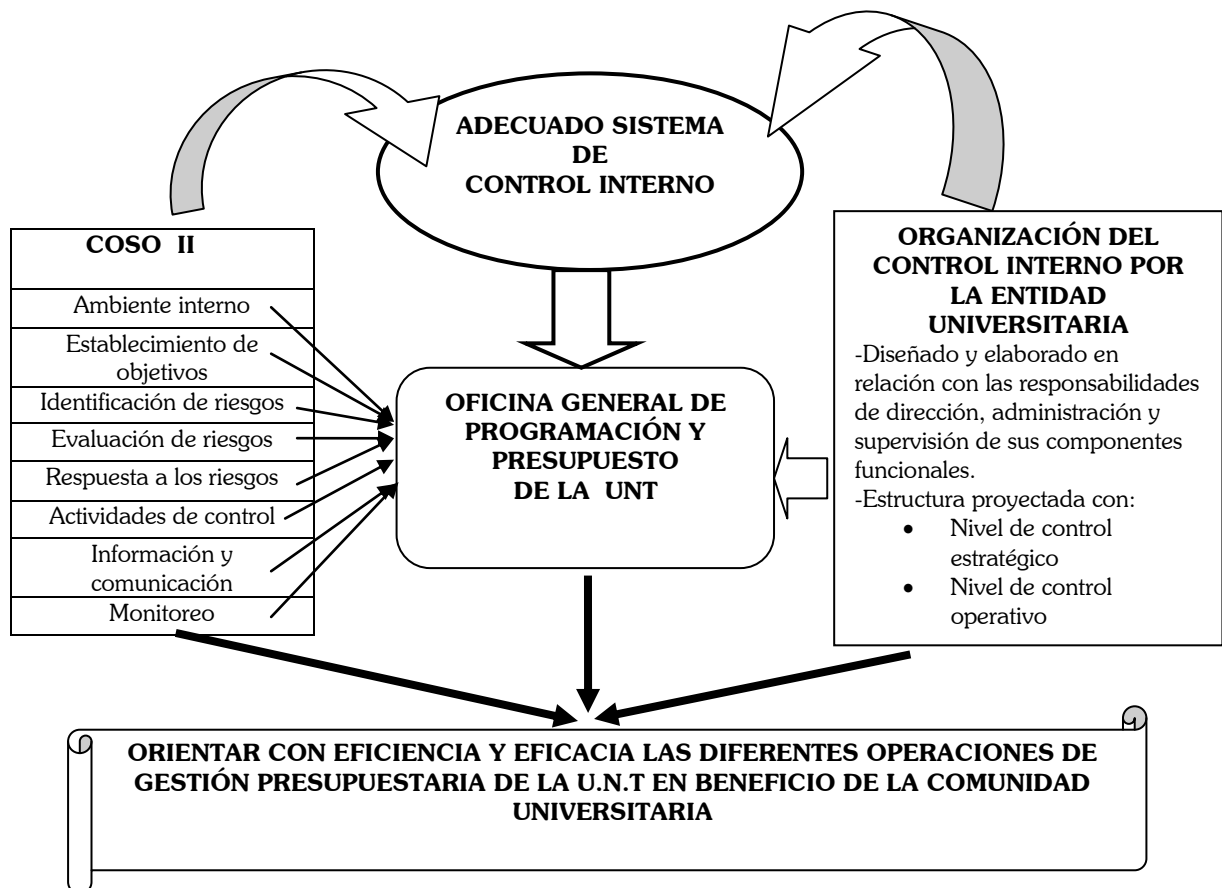 ADECUADO SISTEMA
DE
CONTROL INTERNO
COSO II
Ambiente interno
Establecimiento de
objetivos
Identificación de riesgos
Evaluación de riesgos
Respuesta a los riesgos
Actividades de control
Información y
comunicación
Monitoreo
OFICINA GENERAL DE
PROGRAMACIÓN Y
PRESUPUESTO
DE LA UNT
ORGANIZACIÓN DEL
CONTROL INTERNO POR
LA ENTIDAD
UNIVERSITARIA
-Diseñado y elaborado en
relación con las responsabilidades
de dirección, administración y
supervisión de sus componentes
funcionales.
-Estructura proyectada con:
• Nivel de control
estratégico
• Nivel de control
operativo
ORIENTAR CON EFICIENCIA Y EFICACIA LAS DIFERENTES OPERACIONES DE
GESTIÓN PRESUPUESTARIA DE LA U.N.T EN BENEFICIO DE LA COMUNIDAD
UNIVERSITARIA